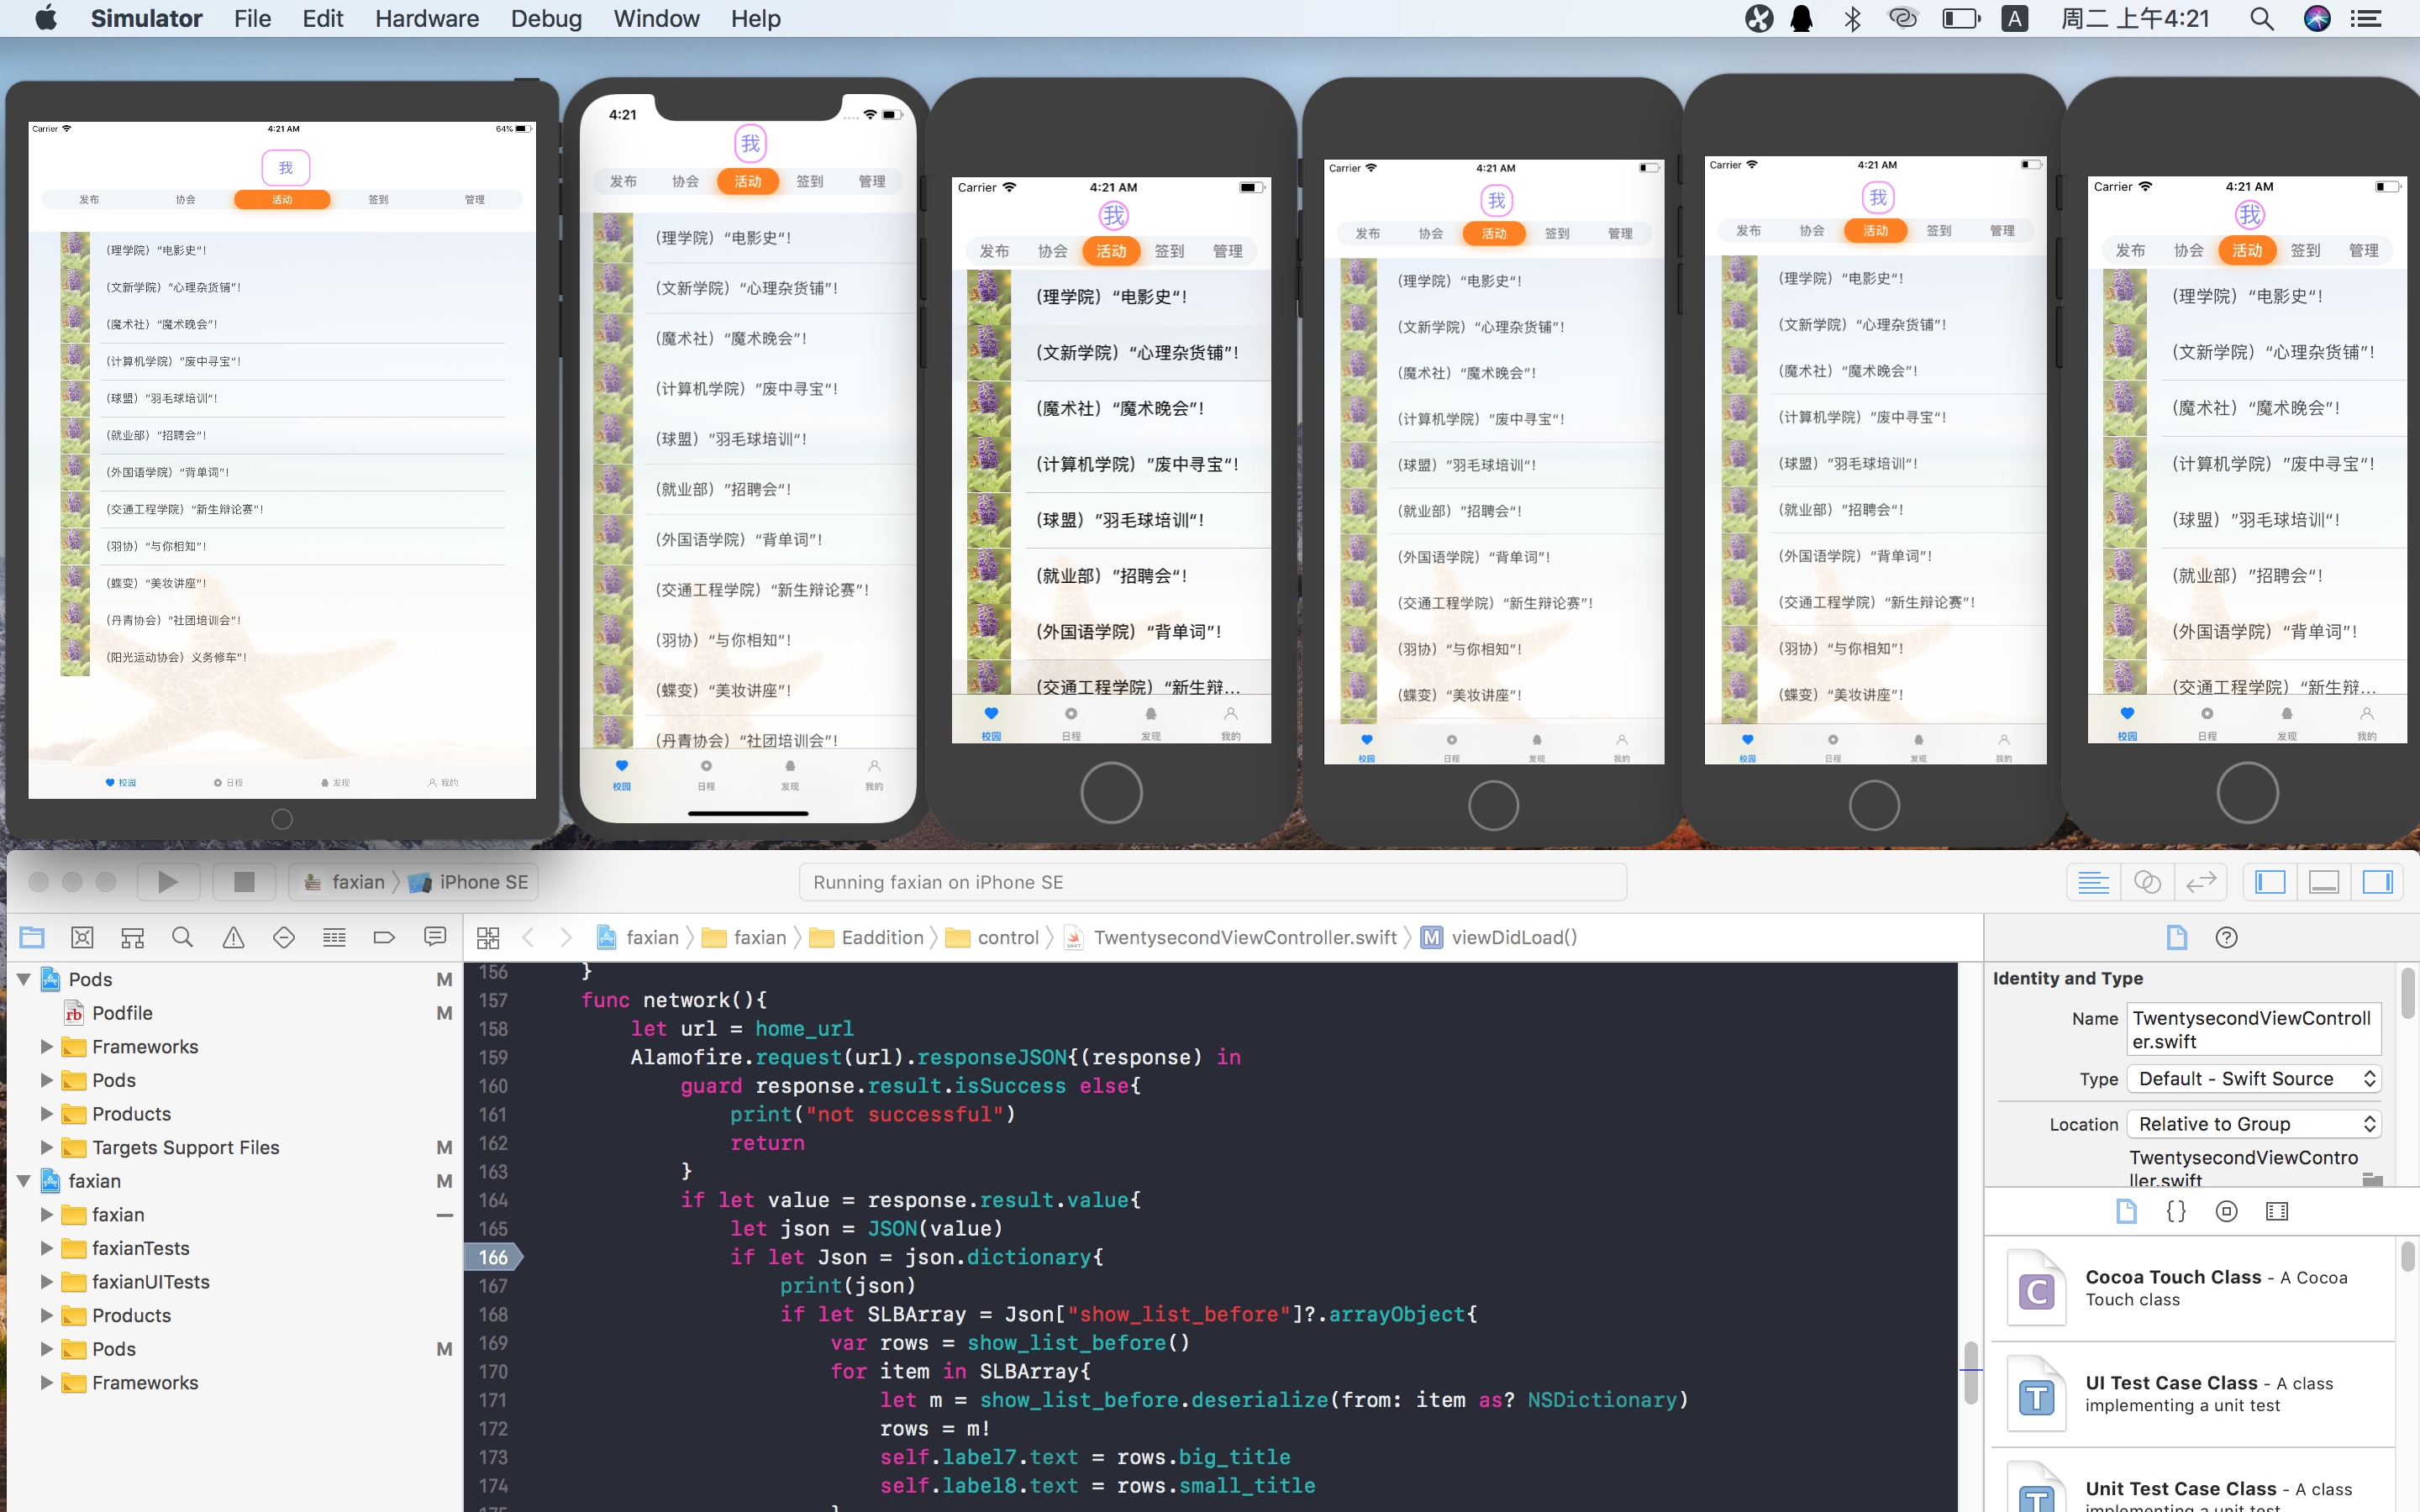 Simulator File Edit Hardware Debug Window Help A 周二 上午4:21
Carrier 4:21 AM 64%
我
发布 协会 活动 签到 管理
(理学院) “电影史“!
(文新学院) “心理杂货铺”!
(魔术社) “魔术晚会”!
(计算机学院) ”废中寻宝“!
(球盟) ”羽毛球培训“!
(就业部) ”招聘会“!
(外国语学院) “背单词”!
(交通工程学院) “新生辩论赛”!
(羽协) “与你相知“!
(蝶变) “美妆讲座”!
(丹青协会) “社团培训会”!
(阳光运动协会) 义务修车“!
校园 日程 发现 我的
4:21
我
发布 协会 活动 签到 管理
(理学院) “电影史“!
(文新学院) “心理杂货铺”!
(魔术社) “魔术晚会”!
(计算机学院) ”废中寻宝“!
(球盟) ”羽毛球培训“!
(就业部) ”招聘会“!
(外国语学院) “背单词”!
(交通工程学院) “新生辩论赛”!
(羽协) “与你相知“!
(蝶变) “美妆讲座”!
(丹青协会) “社团培训会”!
校园 日程 发现 我的
Carrier 4:21 AM
我
发布 协会 活动 签到 管理
(理学院) “电影史“!
(文新学院) “心理杂货铺”!
(魔术社) “魔术晚会”!
(计算机学院) ”废中寻宝“!
(球盟) ”羽毛球培训“!
(就业部) ”招聘会“!
(外国语学院) “背单词”!
(交通工程学院) “新生辩...
校园 日程 发现 我的
Carrier 4:21 AM
我
发布 协会 活动 签到 管理
(理学院) “电影史“!
(文新学院) “心理杂货铺”!
(魔术社) “魔术晚会”!
(计算机学院) ”废中寻宝“!
(球盟) ”羽毛球培训“!
(就业部) ”招聘会“!
(外国语学院) “背单词”!
(交通工程学院) “新生辩论赛”!
(羽协) “与你相知“!
(蝶变) “美妆讲座”!
校园 日程 发现 我的
Carrier 4:21 AM
我
发布 协会 活动 签到 管理
(理学院) “电影史“!
(文新学院) “心理杂货铺”!
(魔术社) “魔术晚会”!
(计算机学院) ”废中寻宝“!
(球盟) ”羽毛球培训“!
(就业部) ”招聘会“!
(外国语学院) “背单词”!
(交通工程学院) “新生辩论赛”!
(羽协) “与你相知“!
(蝶变) “美妆讲座”!
校园 日程 发现 我的
Carrier 4:21 AM
我
发布 协会 活动 签到 管理
(理学院) “电影史“!
(文新学院) “心理杂货铺”!
(魔术社) “魔术晚会”!
(计算机学院) ”废中寻宝“!
(球盟) ”羽毛球培训“!
(就业部) ”招聘会“!
(外国语学院) “背单词”!
(交通工程学院) “新生辩...
校园 日程 发现 我的
faxian 〉 iPhone SE
Running faxian on iPhone SE
faxian 〉 faxian 〉 Eaddition 〉 control 〉 TwentysecondViewController.swift 〉 M viewDidLoad()
Pods M
rb Podfile M
Frameworks
Pods
Products
Targets Support Files M
faxian M
faxian
faxianTests
faxianUITests
Products
Pods M
Frameworks
156 }
157 func network(){
158 let url = home_url
159 Alamofire.request(url).responseJSON{(response) in
160 guard response.result.isSuccess else{
161 print("not successful")
162 return
163 }
164 if let value = response.result.value{
165 let json = JSON(value)
166 if let Json = json.dictionary{
167 print(json)
168 if let SLBArray = Json["show_list_before"]?.arrayObject{
169 var rows = show_list_before()
170 for item in SLBArray{
171 let m = show_list_before.deserialize(from: item as? NSDictionary)
172 rows = m!
173 self.label7.text = rows.big_title
174 self.label8.text = rows.small_title
175 }
Identity and Type
Name TwentysecondViewControll
er.swift
Type Default - Swift Source
Location Relative to Group
TwentysecondViewContro
ller.swift
{}
C Cocoa Touch Class - A Cocoa
Touch class
T UI Test Case Class - A class
implementing a unit test
T Unit Test Case Class - A class
implementing a unit test